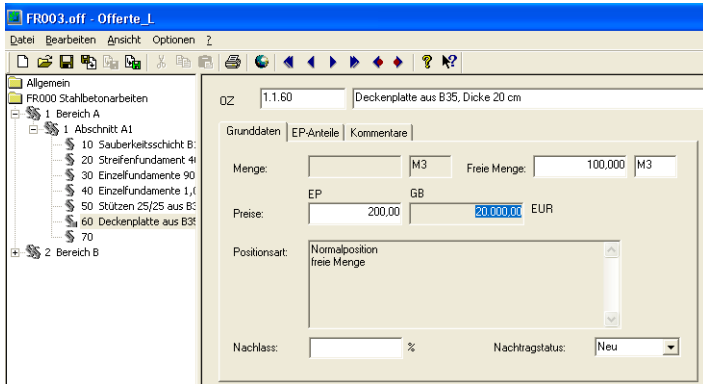 FR003.off - Offerte_L
Datei Bearbeiten Ansicht Optionen ?
Allgemein
FR000 Stahlbetonarbeiten
1 Bereich A
1 Abschnitt A1
10 Sauberkeitsschicht B:
20 Streifenfundament 4(
30 Einzelfundamente 90
40 Einzelfundamente 1,(
50 Stützen 25/25 aus B3
60 Deckenplatte aus B35
70
2 Bereich B
OZ 1.1.60 Deckenplatte aus B35, Dicke 20 cm
Grunddaten EP-Anteile Kommentare
Menge: M3 Freie Menge: 100,000 M3
EP GB
Preise: 200,00 20.000,00 EUR
Positionsart: Normalposition
freie Menge
Nachlass: % Nachtragstatus: Neu